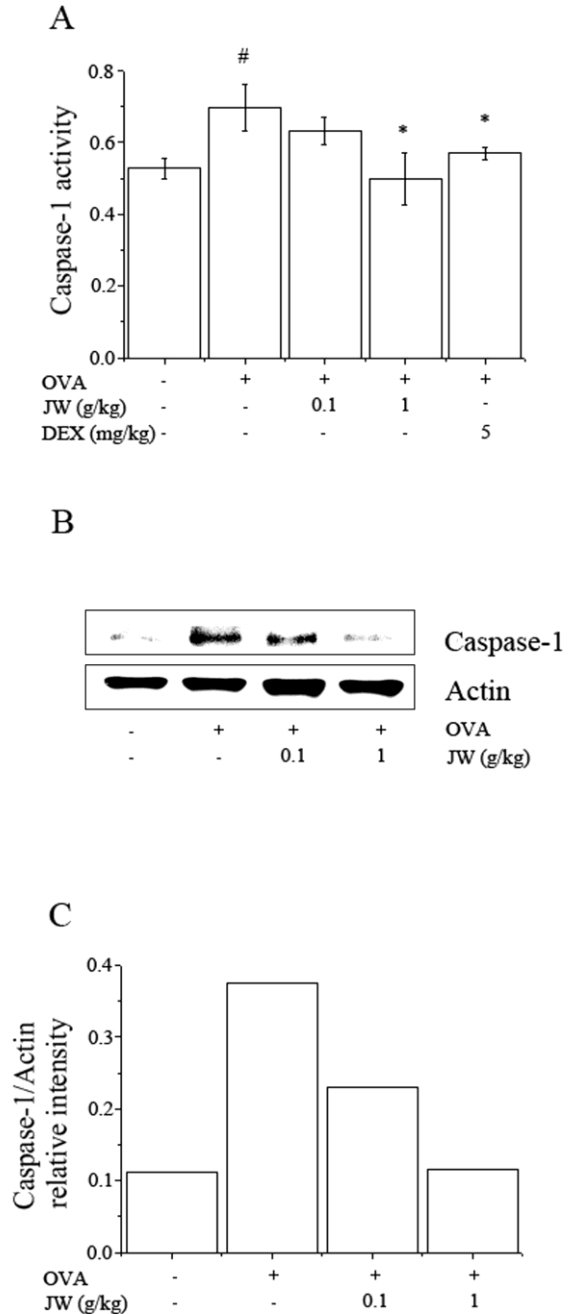 A
Caspase-1 activity
0.8
0.6
0.4
0.2
0.0
#
*
*
OVA - + + + +
JW (g/kg) - - 0.1 1 -
DEX (mg/kg) - - - - 5
B
Caspase-1
Actin
- + + + OVA
- - 0.1 1 JW (g/kg)
C
Caspase-1/Actin
relative intensity
0.4
0.3
0.2
0.1
0.0
OVA - + + +
JW (g/kg) - - 0.1 1